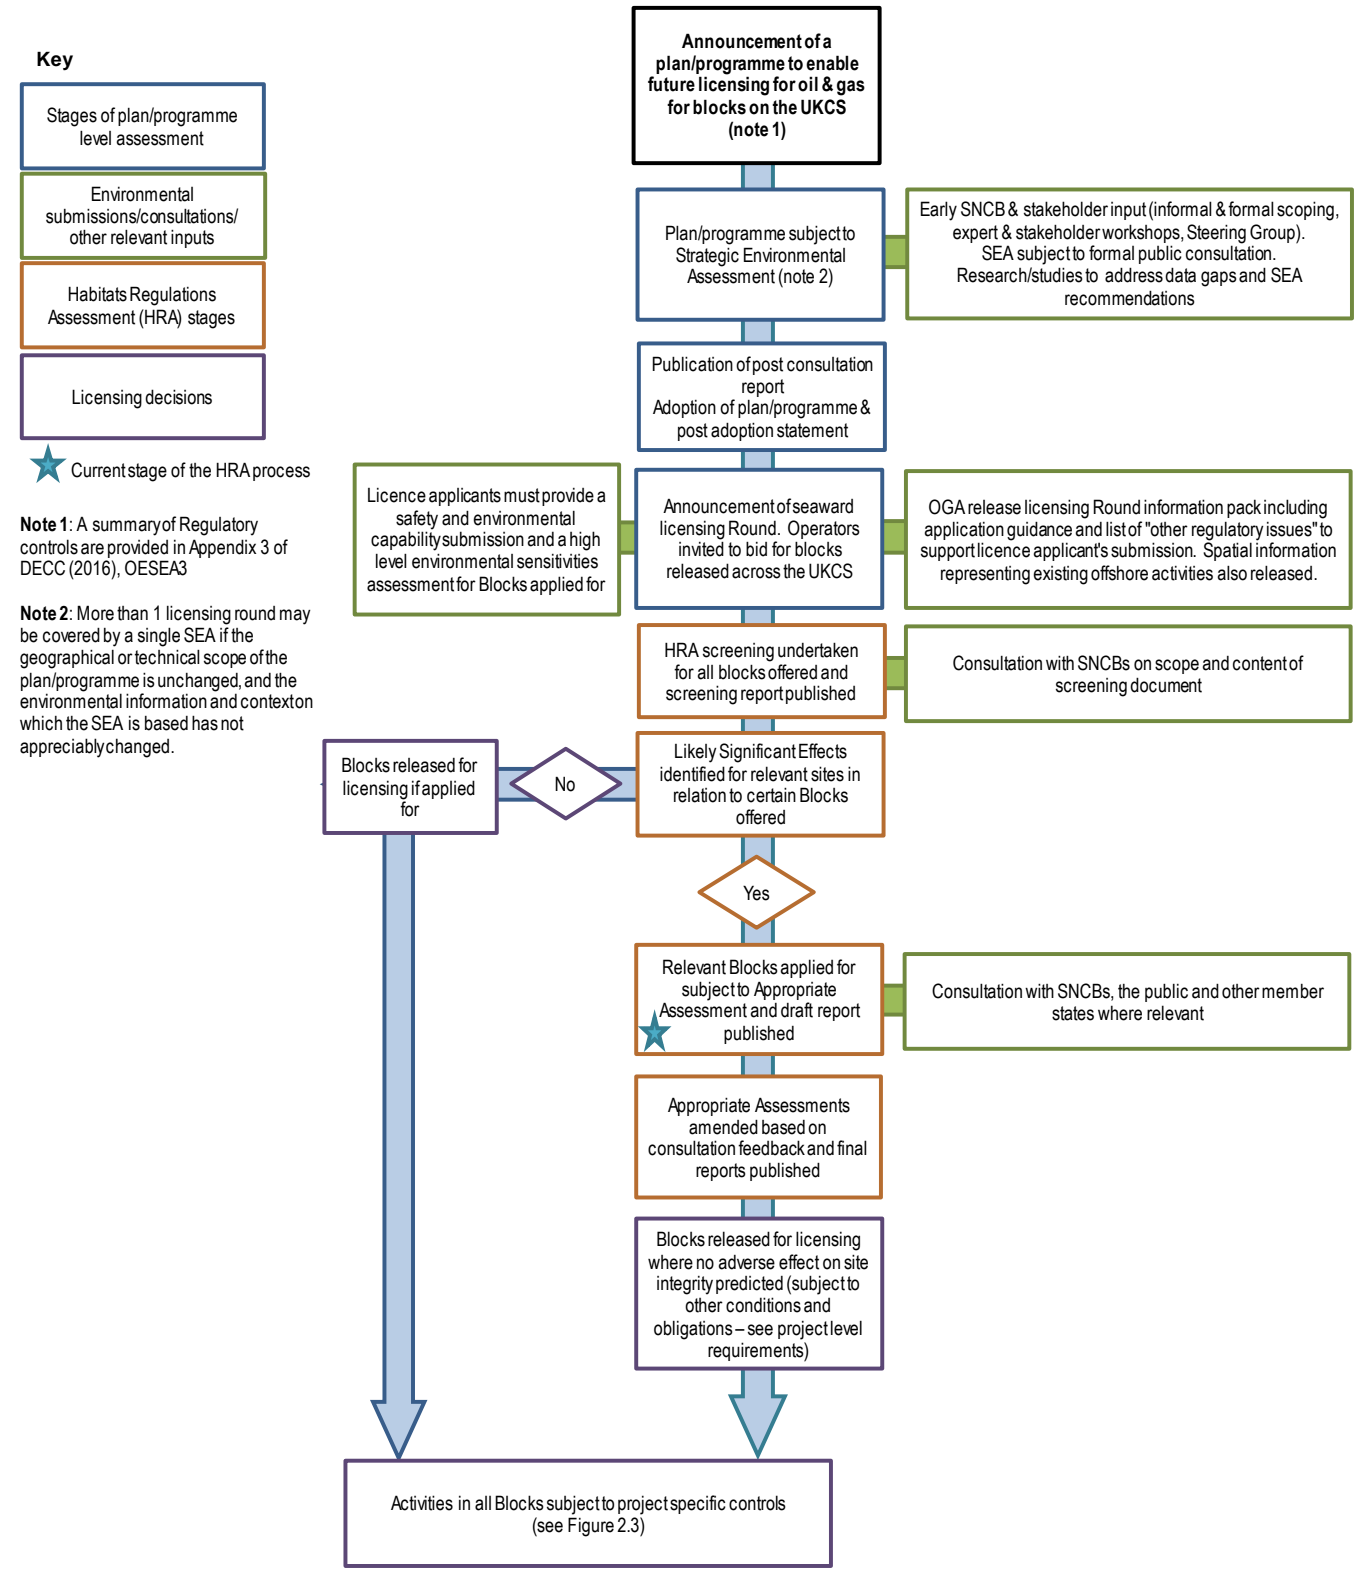 Key
Stages of plan/programme
level assessment
Environmental
submissions/consultations/
other relevant inputs
Habitats Regulations
Assessment (HRA) stages
Licensing decisions
Current stage of the HRA process
Note 1: A summary of Regulatory
controls are provided in Appendix 3 of
DECC (2016), OESEA3
Note 2: More than 1 licensing round may
be covered by a single SEA if the
geographical or technical scope of the
plan/programme is unchanged, and the
environmental information and context on
which the SEA is based has not
appreciably changed.
Announcement of a
plan/programme to enable
future licensing for oil & gas
for blocks on the UKCS
(note 1)
Plan/programme subject to
Strategic Environmental
Assessment (note 2)
Early SNCB & stakeholder input (informal & formal scoping,
expert & stakeholder workshops, Steering Group).
SEA subject to formal public consultation.
Research/studies to address data gaps and SEA
recommendations
Publication of post consultation
report
Adoption of plan/programme &
post adoption statement
Licence applicants must provide a
safety and environmental
capability submission and a high
level environmental sensitivities
assessment for Blocks applied for
Announcement of seaward
licensing Round. Operators
invited to bid for blocks
released across the UKCS
OGA release licensing Round information pack including
application guidance and list of "other regulatory issues" to
support licence applicant's submission. Spatial information
representing existing offshore activities also released.
HRA screening undertaken
for all blocks offered and
screening report published
Consultation with SNCBs on scope and content of
screening document
Likely Significant Effects
identified for relevant sites in
relation to certain Blocks
offered
No
Blocks released for
licensing if applied
for
Yes
Relevant Blocks applied for
subject to Appropriate
Assessment and draft report
published
Consultation with SNCBs, the public and other member
states where relevant
Appropriate Assessments
amended based on
consultation feedback and final
reports published
Blocks released for licensing
where no adverse effect on site
integrity predicted (subject to
other conditions and
obligations – see project level
requirements)
Activities in all Blocks subject to project specific controls
(see Figure 2.3)